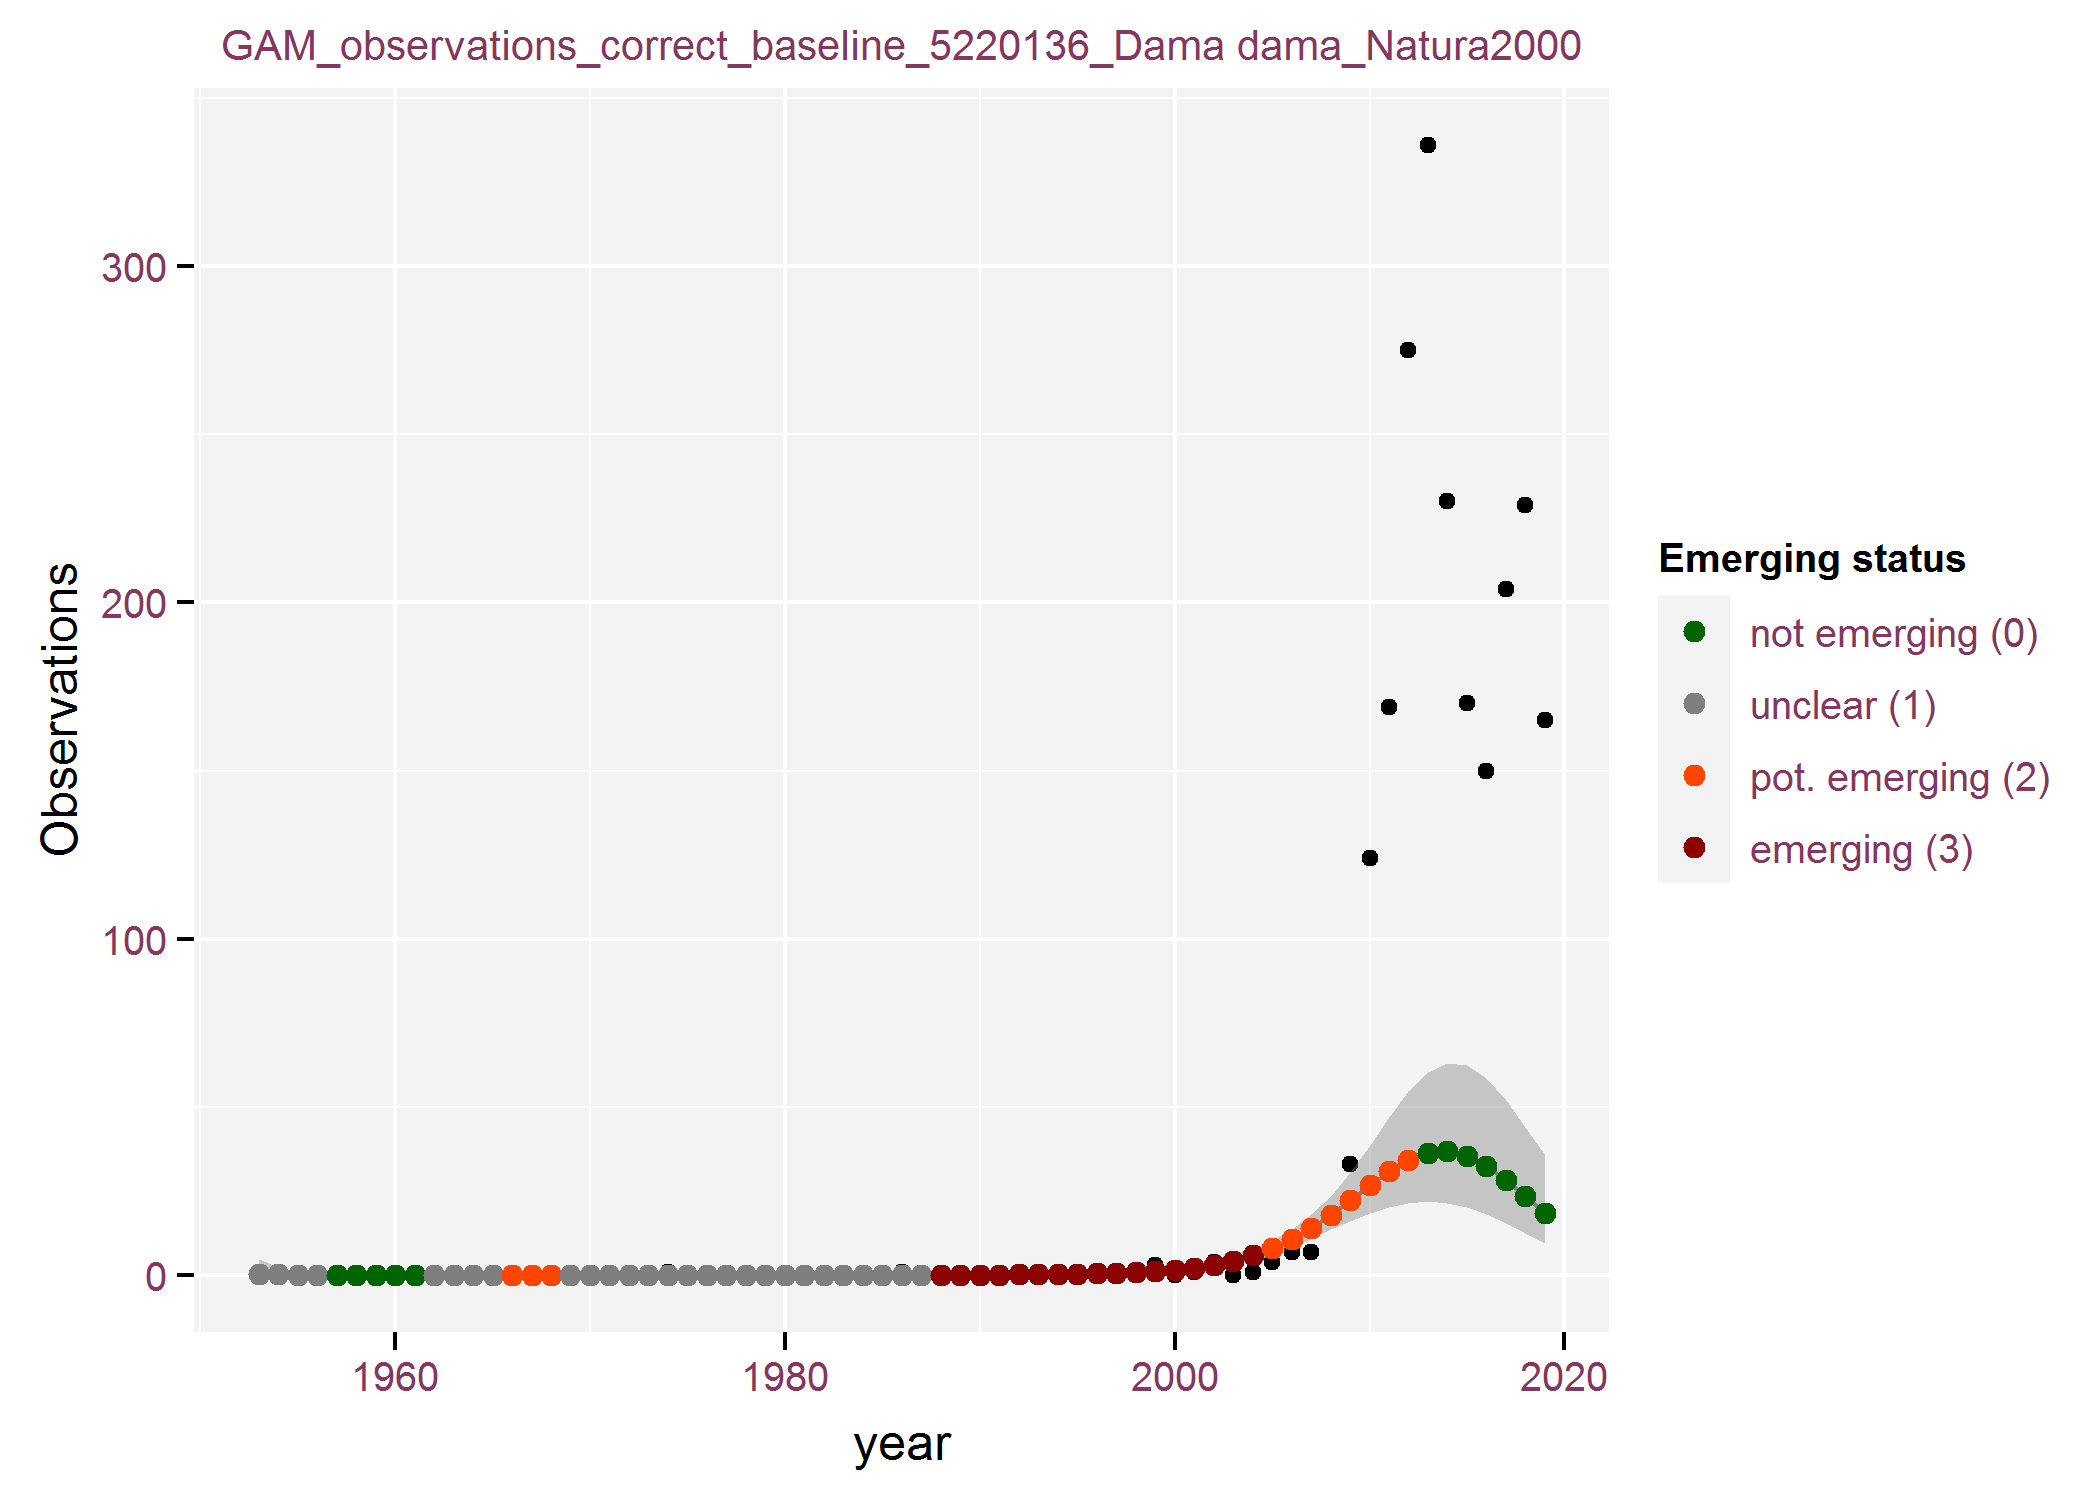 GAM_observations_correct_baseline_5220136_Dama dama_Natura2000
Observations
300
200
100
0
1960
1980
2000
2020
year
Emerging status
not emerging (0)
unclear (1)
pot. emerging (2)
emerging (3)